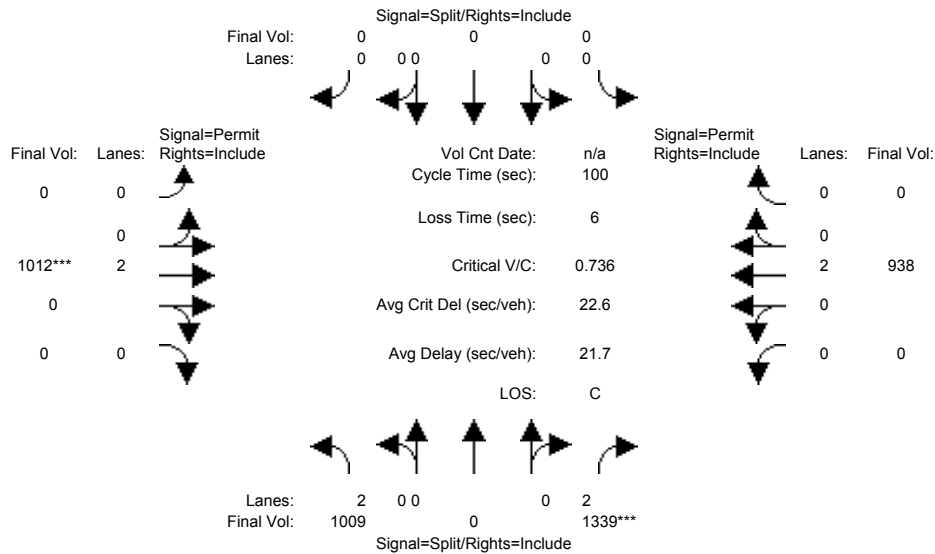 Signal=Split/Rights=Include
Final Vol: 0 0 0
Lanes: 0 0 0 0 0
Signal=Permit Signal=Permit
Final Vol: Lanes: Rights=Include Vol Cnt Date: n/a Rights=Include Lanes: Final Vol:
Cycle Time (sec): 100
0 0 0 0
Loss Time (sec): 6
0 0
1012*** 2 Critical V/C: 0.736 2 938
0 Avg Crit Del (sec/veh): 22.6 0
0 0 Avg Delay (sec/veh): 21.7 0 0
LOS: C
Lanes: 2 0 0 0 2
Final Vol: 1009 0 1339***
Signal=Split/Rights=Include